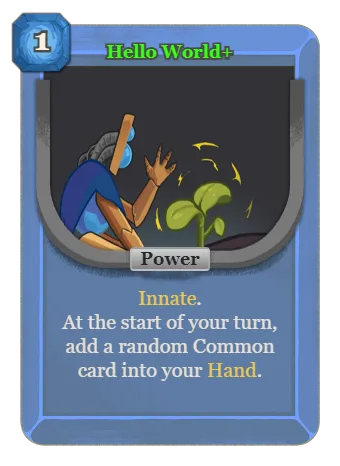 1
Hello World+
Power
Innate.
At the start of your turn,
add a random Common
card into your Hand.